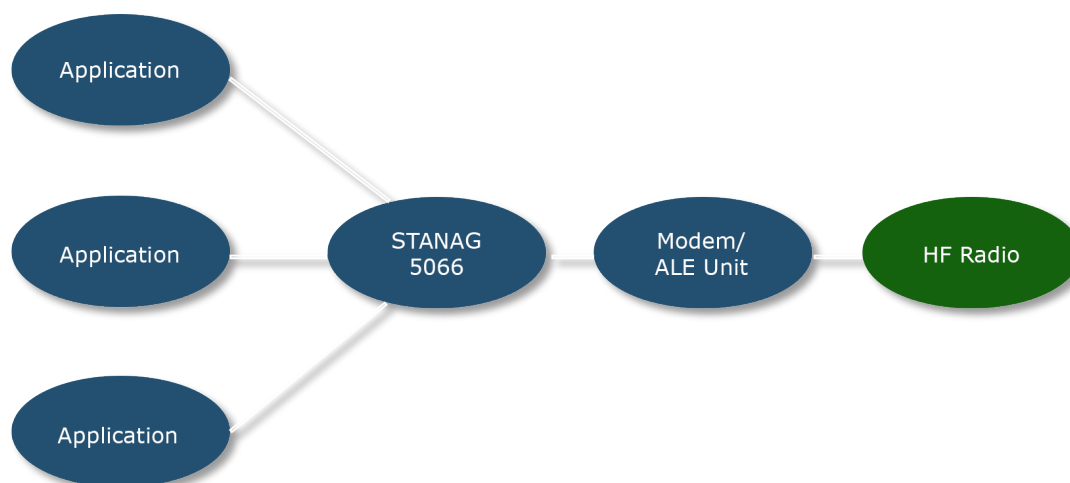 Application
Application
STANAG
5066
Modem/
ALE Unit
HF Radio
Application